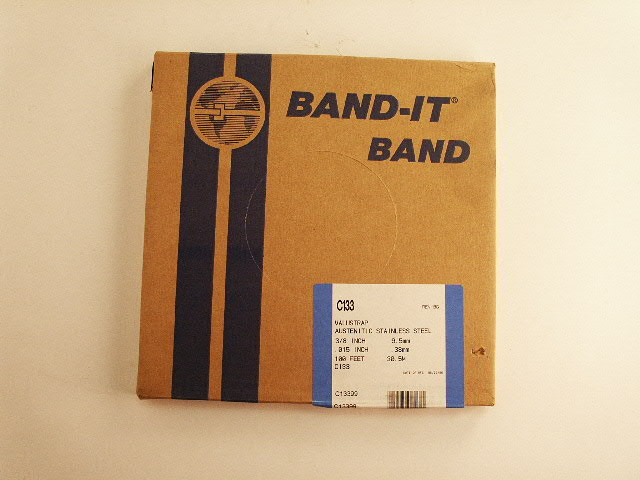 BAND-IT®
BAND
C133
VALUSTRAP
AUSTENITIC STAINLESS STEEL
3/8 INCH 9.5mm
.015 INCH .38mm
100 FEET 30.5M
C133
C13399
C13399